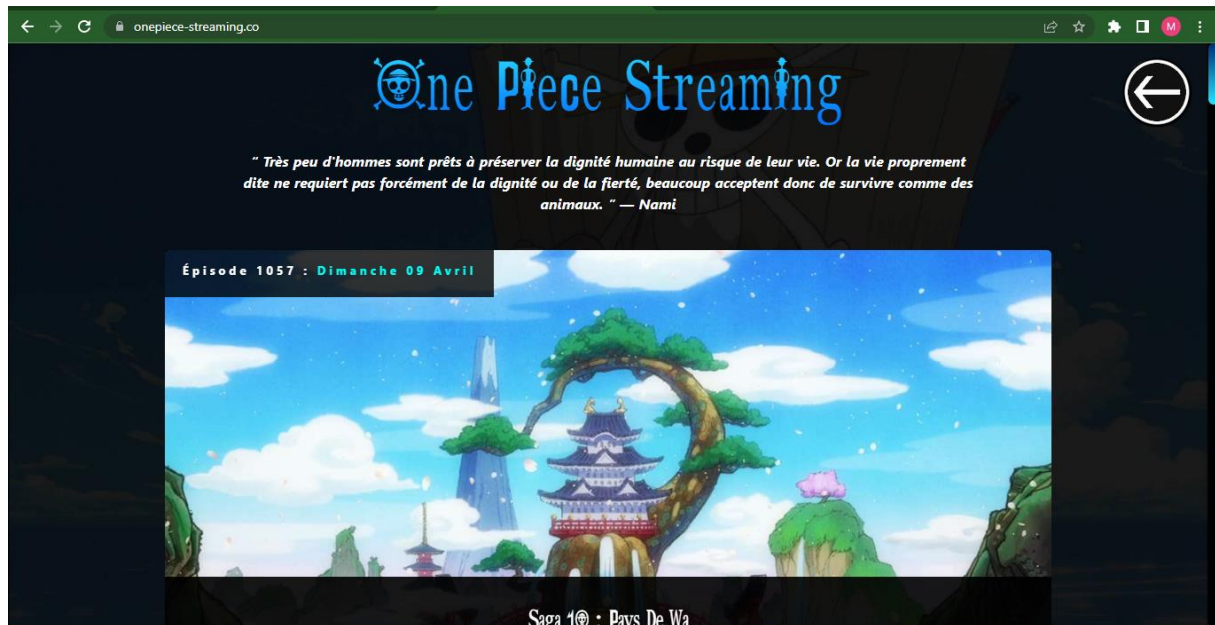 onepiece-streaming.co
M
One Piece Streaming
“ Très peu d'hommes sont prêts à préserver la dignité humaine au risque de leur vie. Or la vie proprement
dite ne requiert pas forcément de la dignité ou de la fierté, beaucoup acceptent donc de survivre comme des
animaux. ” — Nami
Épisode 1057 : Dimanche 09 Avril
Saga 10 : Pays De Wa